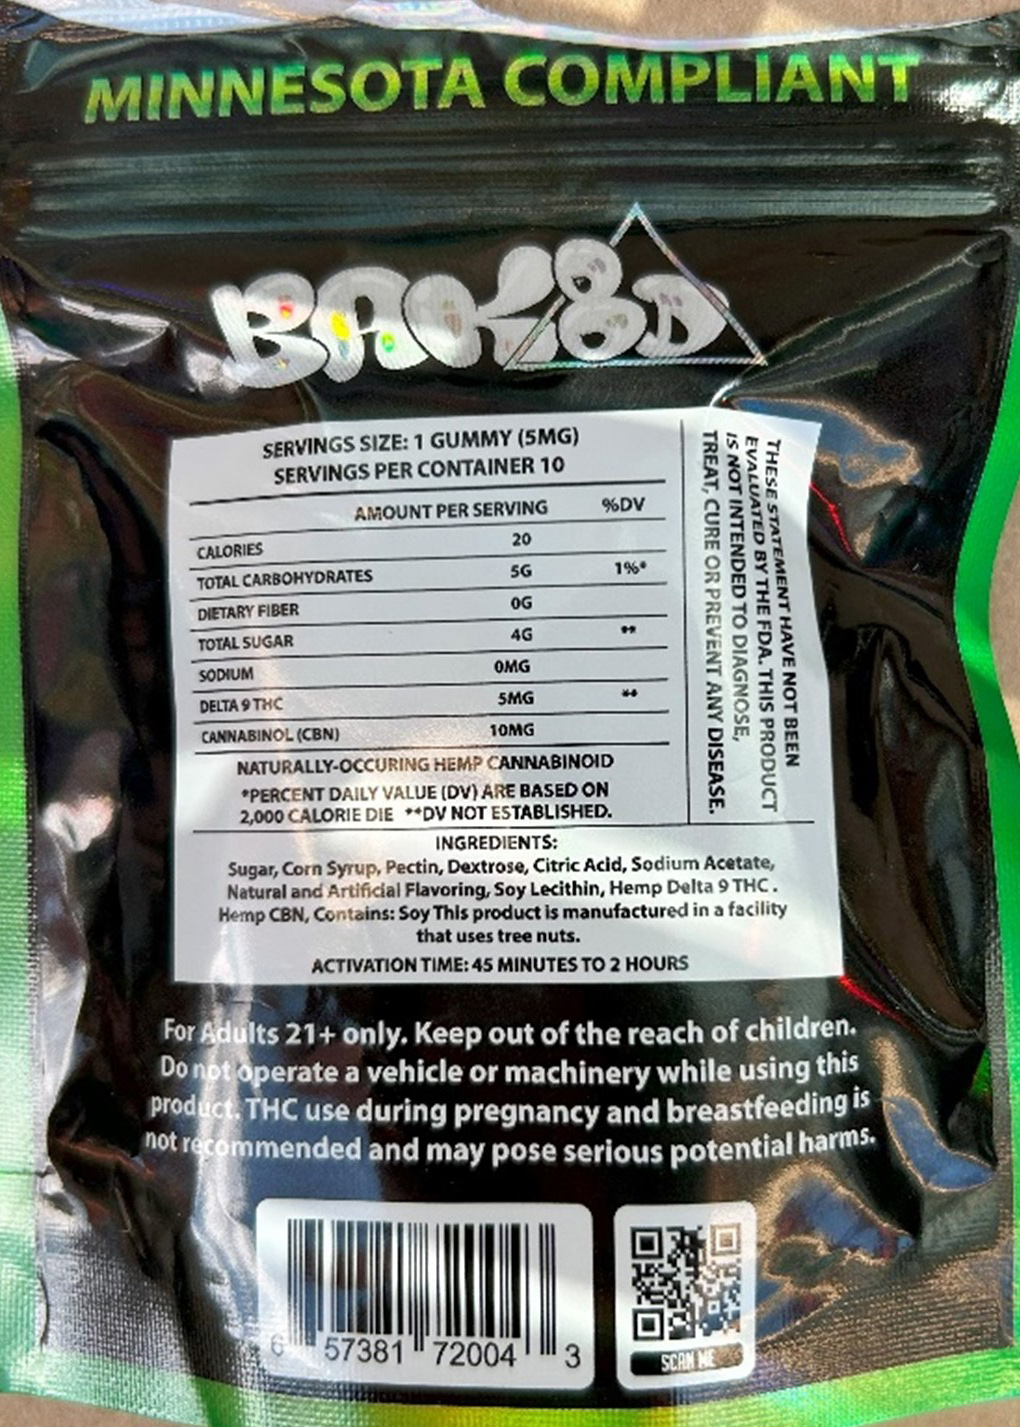 MINNESOTA COMPLIANT
BAK8D
SERVINGS SIZE: 1 GUMMY (5MG)
SERVINGS PER CONTAINER 10
AMOUNT PER SERVING %DV
CALORIES 20
TOTAL CARBOHYDRATES 5G 1%*
DIETARY FIBER 0G
TOTAL SUGAR 4G **
SODIUM 0MG
DELTA 9 THC 5MG **
CANNABINOL (CBN) 10MG
NATURALLY-OCCURING HEMP CANNABINOID
*PERCENT DAILY VALUE (DV) ARE BASED ON
2,000 CALORIE DIE **DV NOT ESTABLISHED.
THESE STATEMENT HAVE NOT BEEN
EVALUATED BY THE FDA. THIS PRODUCT
IS NOT INTENDED TO DIAGNOSE,
TREAT, CURE OR PREVENT ANY DISEASE.
INGREDIENTS:
Sugar, Corn Syrup, Pectin, Dextrose, Citric Acid, Sodium Acetate,
Natural and Artificial Flavoring, Soy Lecithin, Hemp Delta 9 THC .
Hemp CBN, Contains: Soy This product is manufactured in a facility
that uses tree nuts.
ACTIVATION TIME: 45 MINUTES TO 2 HOURS
For Adults 21+ only. Keep out of the reach of children.
Do not operate a vehicle or machinery while using this
product. THC use during pregnancy and breastfeeding is
not recommended and may pose serious potential harms.
6 57381 72004 3
SCAN ME